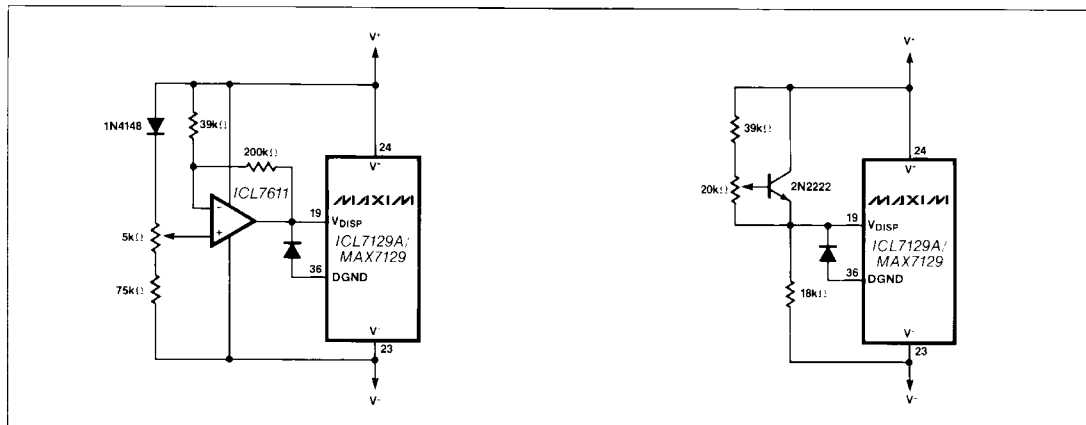 V+
1N4148
39kΩ
200kΩ
24
V+
MAXIM
ICL7611
-
+
19
VDISP
ICL7129A/
MAX7129
5kΩ
36
DGND
75kΩ
V-
23
V-
V+
39kΩ
24
V+
20kΩ
2N2222
MAXIM
19
VDISP
ICL7129A/
MAX7129
36
DGND
18kΩ
V-
23
V-